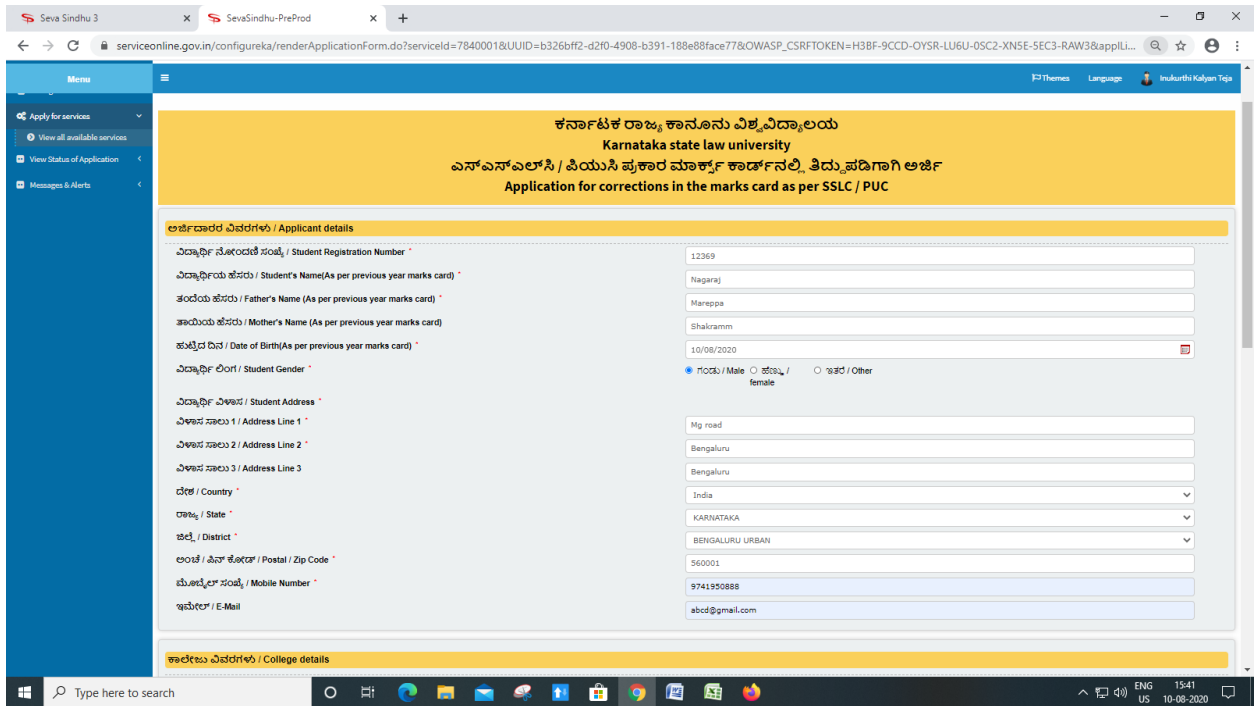 Seva Sindhu 3
SevaSindhu-PreProd
serviceonline.gov.in/configureka/renderApplicationForm.do?serviceId=7840001&UUID=b326bff2-d2f0-4908-b391-188e88face77&OWASP_CSRFTOKEN=H3BF-9CCD-OYSR-LU6U-0SC2-XN5E-5EC3-RAW3&applLi...
Menu
Themes Language Inukurthi Kalyan Teja
Apply for services
View all available services
View Status of Application
Messages & Alerts
ಕರ್ನಾಟಕ ರಾಜ್ಯ ಕಾನೂನು ವಿಶ್ವವಿದ್ಯಾಲಯ
Karnataka state law university
ಎಸ್ಎಸ್ಎಲ್ಸಿ / ಪಿಯುಸಿ ಪ್ರಕಾರ ಮಾರ್ಕ್ಸ್ ಕಾರ್ಡ್‌ನಲ್ಲಿ ತಿದ್ದುಪಡಿಗಾಗಿ ಅರ್ಜಿ
Application for corrections in the marks card as per SSLC / PUC
ಅರ್ಜಿದಾರರ ವಿವರಗಳು / Applicant details
ವಿದ್ಯಾರ್ಥಿ ನೋಂದಣಿ ಸಂಖ್ಯೆ / Student Registration Number * 12369
ವಿದ್ಯಾರ್ಥಿಯ ಹೆಸರು / Student's Name(As per previous year marks card) * Nagaraj
ತಂದೆಯ ಹೆಸರು / Father's Name (As per previous year marks card) * Mareppa
ತಾಯಿಯ ಹೆಸರು / Mother's Name (As per previous year marks card) Shakramm
ಹುಟ್ಟಿದ ದಿನ / Date of Birth(As per previous year marks card) * 10/08/2020
ವಿದ್ಯಾರ್ಥಿ ಲಿಂಗ / Student Gender * ಗಂಡು / Male ಹೆಣ್ಣು / female ಇತರೆ / Other
ವಿದ್ಯಾರ್ಥಿ ವಿಳಾಸ / Student Address *
ವಿಳಾಸ ಸಾಲು 1 / Address Line 1 * Mg road
ವಿಳಾಸ ಸಾಲು 2 / Address Line 2 * Bengaluru
ವಿಳಾಸ ಸಾಲು 3 / Address Line 3 Bengaluru
ದೇಶ / Country * India
ರಾಜ್ಯ / State * KARNATAKA
ಜಿಲ್ಲೆ / District * BENGALURU URBAN
ಅಂಚೆ / ಪಿನ್ ಕೋಡ್ / Postal / Zip Code * 560001
ಮೊಬೈಲ್ ಸಂಖ್ಯೆ / Mobile Number * 9741950888
ಇಮೇಲ್ / E-Mail abcd@gmail.com
ಕಾಲೇಜು ವಿವರಗಳು / College details
Type here to search
ENG 15:41
US 10-08-2020